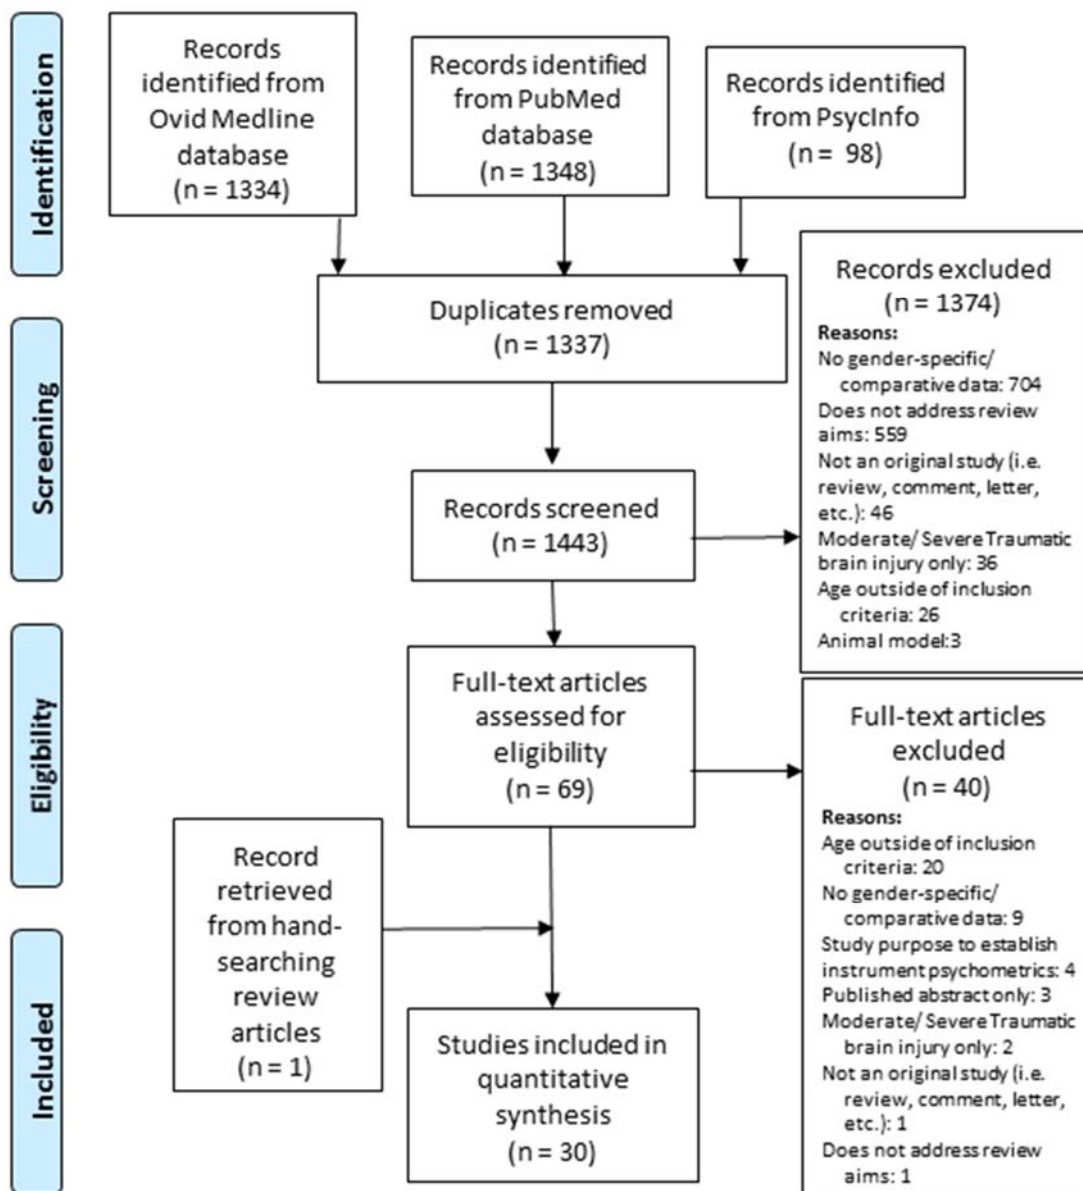 Identification
Records
identified from
Ovid Medline
database
(n = 1334)
Records identified
from PubMed
database
(n = 1348)
Records identified
from PsycInfo
(n = 98)
Duplicates removed
(n = 1337)
Screening
Records screened
(n = 1443)
Records excluded
(n = 1374)
Reasons:
No gender-specific/
comparative data: 704
Does not address review
aims: 559
Not an original study (i.e.
review, comment, letter,
etc.): 46
Moderate/ Severe Traumatic
brain injury only: 36
Age outside of inclusion
criteria: 26
Animal model:3
Eligibility
Full-text articles
assessed for
eligibility
(n = 69)
Full-text articles
excluded
(n = 40)
Reasons:
Age outside of inclusion
criteria: 20
No gender-specific/
comparative data: 9
Study purpose to establish
instrument psychometrics: 4
Published abstract only: 3
Moderate/ Severe Traumatic
brain injury only: 2
Not an original study (i.e.
review, comment, letter,
etc.): 1
Does not address review
aims: 1
Record
retrieved
from hand-
searching
review
articles
(n = 1)
Included
Studies included in
quantitative
synthesis
(n = 30)